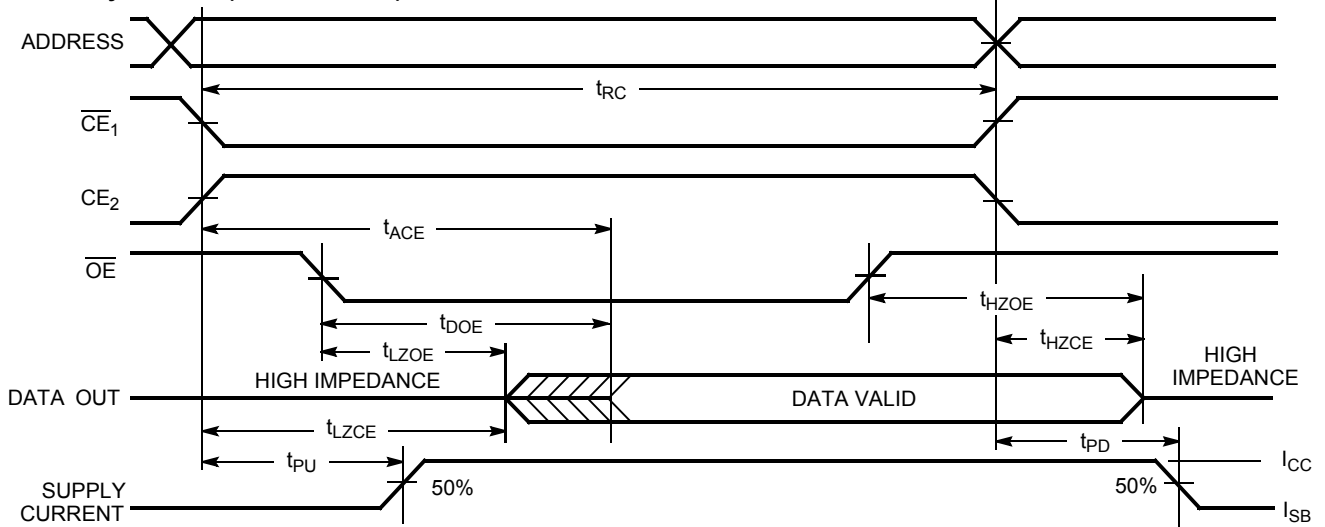 ADDRESS
tRC
CE1
CE2
tACE
OE
tHZOE
tDOE
tLZOE
tHZCE
HIGH IMPEDANCE
HIGH
IMPEDANCE
DATA OUT
DATA VALID
tLZCE
tPD
tPU
ICC
50%
50%
SUPPLY
CURRENT
ISB